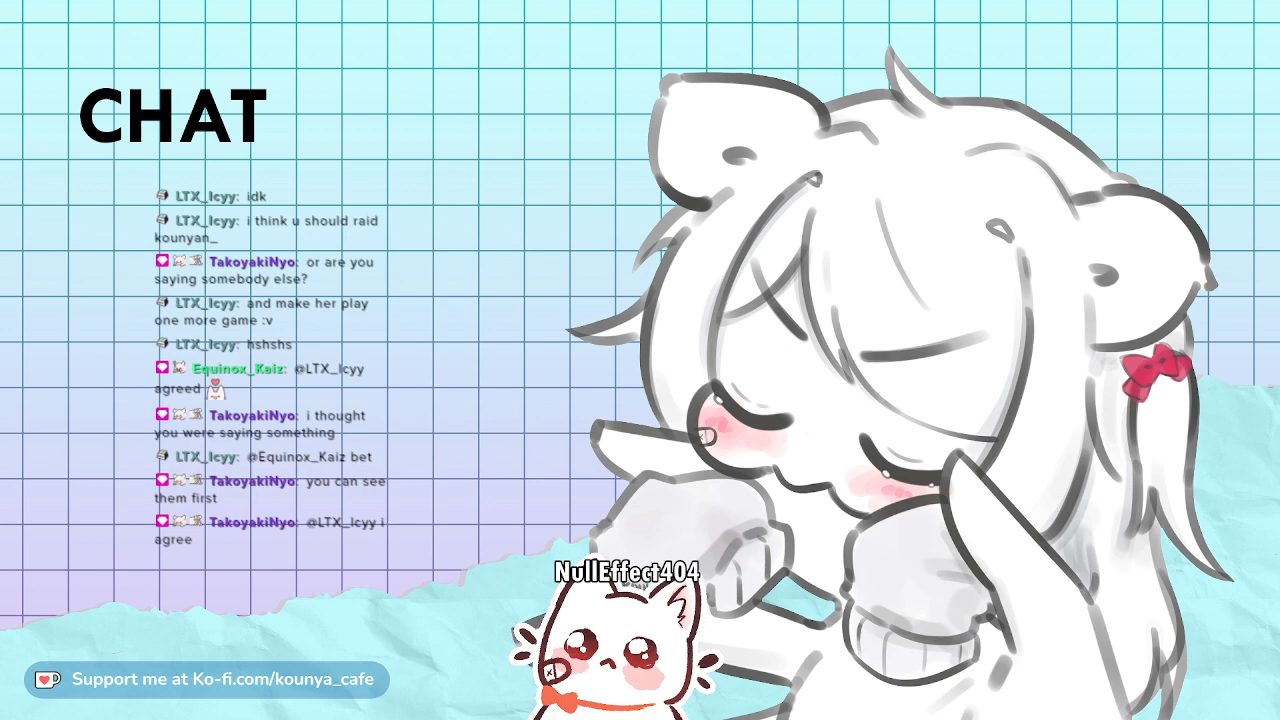 CHAT
LTX_Icyy: idk
LTX_Icyy: i think u should raid
kounyan_
TakoyakiNyo: or are you
saying somebody else?
LTX_Icyy: and make her play
one more game :v
LTX_Icyy: hshshs
Equinox_Kaiz: @LTX_Icyy
agreed
TakoyakiNyo: i thought
you were saying something
LTX_Icyy: @Equinox_Kaiz bet
TakoyakiNyo: you can see
them first
TakoyakiNyo: @LTX_Icyy i
agree
NullEffect404
Support me at Ko-fi.com/kounya_cafe